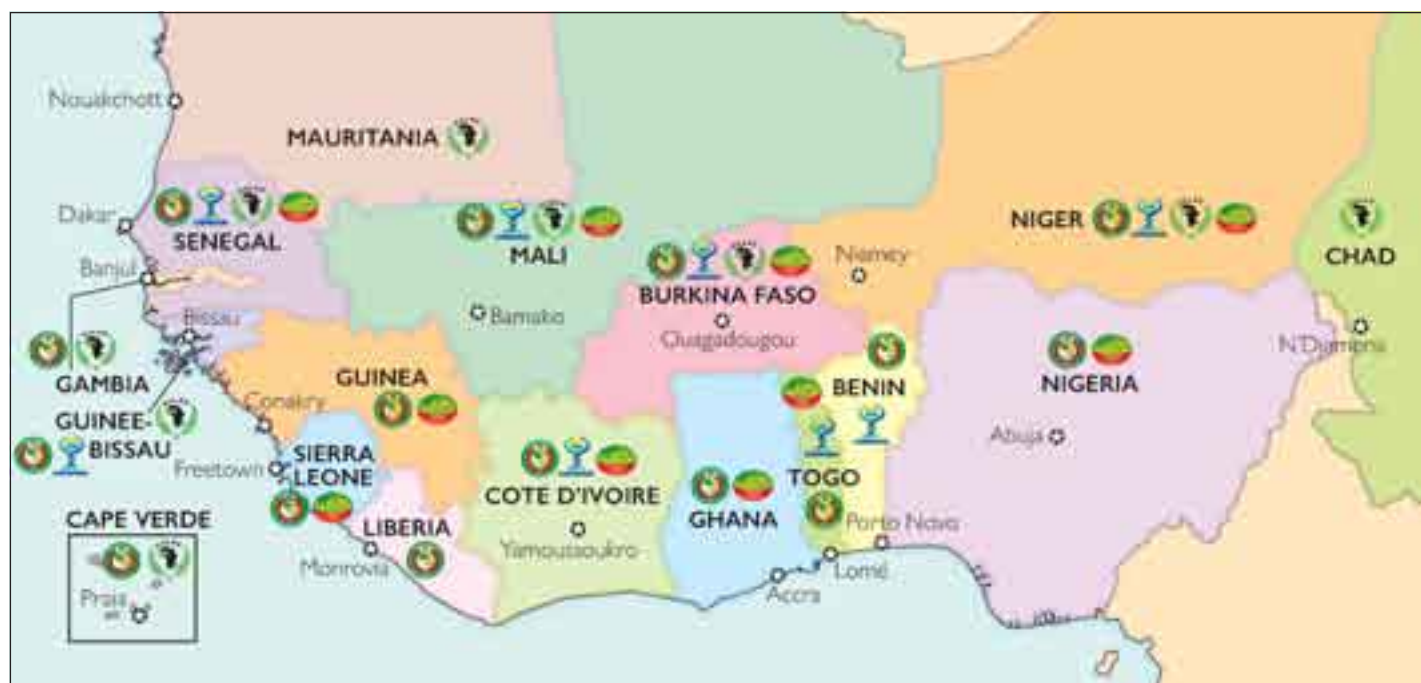 Nouakchott
MAURITANIA
Dakar
SENEGAL
MALI
NIGER
CHAD
Banjul
BURKINA FASO
Niamey
Bissau
Bamako
Ouagadougou
N'Djamena
GAMBIA
GUINEA
BENIN
NIGERIA
GUINEE-
BISSAU
Conakry
Abuja
Freetown
SIERRA
LEONE
COTE D'IVOIRE
TOGO
GHANA
CAPE VERDE
LIBERIA
Porto Novo
Monrovia
Yamoussoukro
Lomé
Accra
Praia